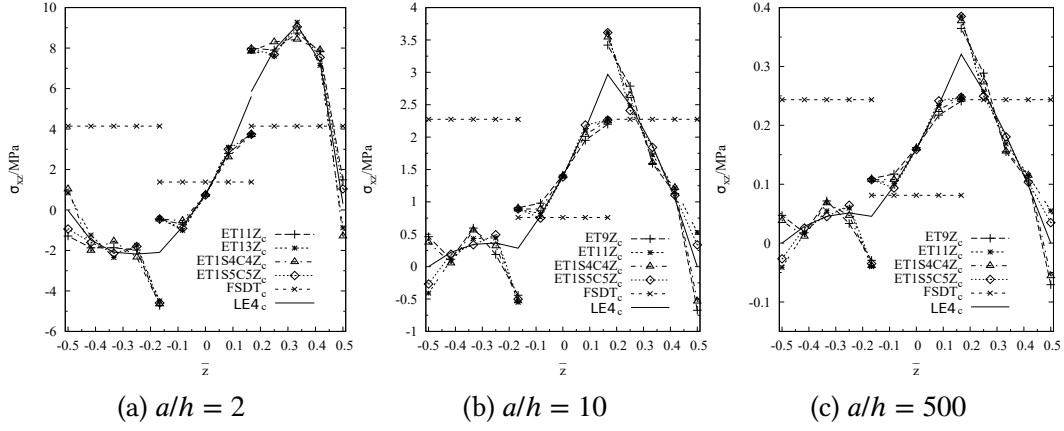 10
8
6
4
2
0
-2
-4
-6
σxz/MPa
-0.5 -0.4 -0.3 -0.2 -0.1 0 0.1 0.2 0.3 0.4 0.5
z̅
ET11Zc
ET13Zc
ET1S4C4Zc
ET1S5C5Zc
FSDTc
LE4c
(a) a/h = 2
4
3.5
3
2.5
2
1.5
1
0.5
0
-0.5
-1
σxz/MPa
-0.5 -0.4 -0.3 -0.2 -0.1 0 0.1 0.2 0.3 0.4 0.5
z̅
ET9Zc
ET11Zc
ET1S4C4Zc
ET1S5C5Zc
FSDTc
LE4c
(b) a/h = 10
0.4
0.3
0.2
0.1
0
-0.1
σxz/MPa
-0.5 -0.4 -0.3 -0.2 -0.1 0 0.1 0.2 0.3 0.4 0.5
z̅
ET9Zc
ET11Zc
ET1S4C4Zc
ET1S5C5Zc
FSDTc
LE4c
(c) a/h = 500